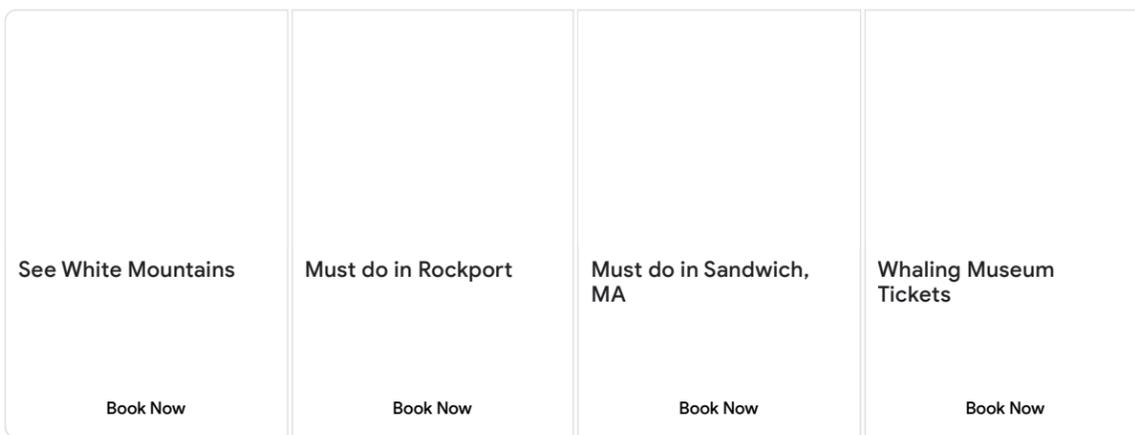 See White Mountains
Must do in Rockport
Must do in Sandwich,
MA
Whaling Museum
Tickets
Book Now
Book Now
Book Now
Book Now